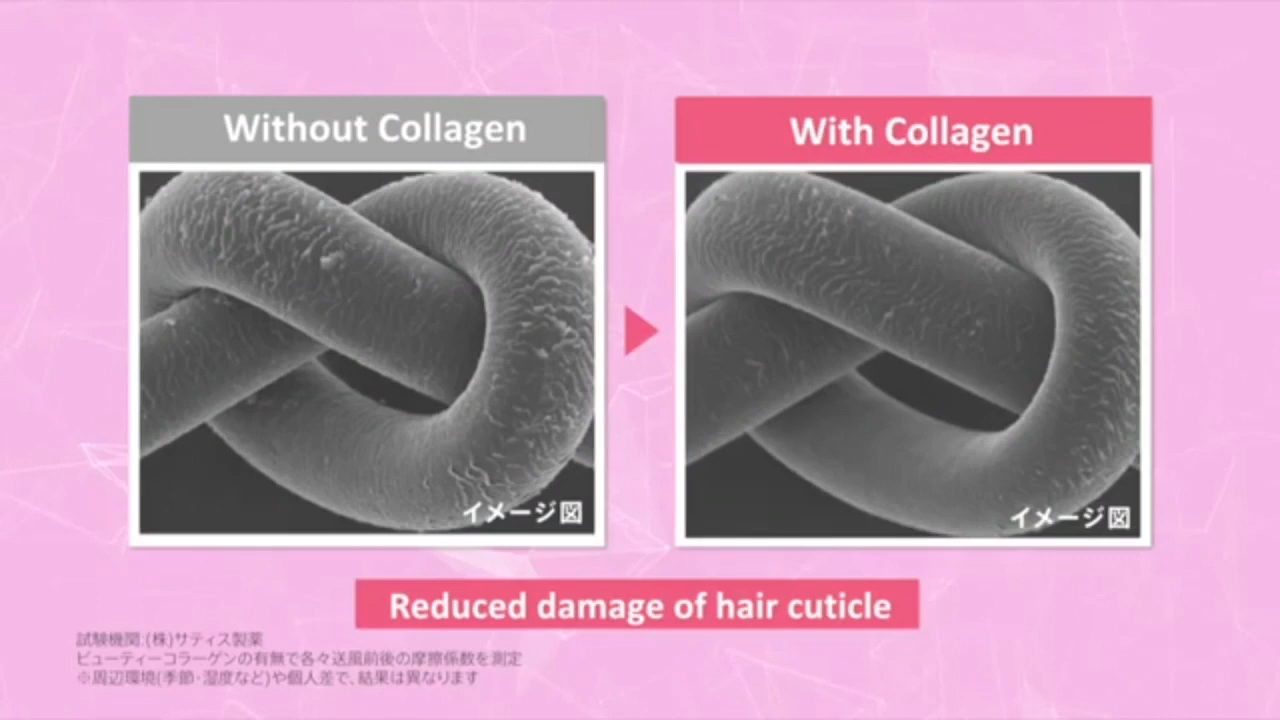 Without Collagen
With Collagen
イメージ図
イメージ図
Reduced damage of hair cuticle
試験機関:(株)サティス製薬
ビューティーコラーゲンの有無で各々送風前後の摩擦係数を測定
※周辺環境(季節・湿度など)や個人差で、結果は異なります